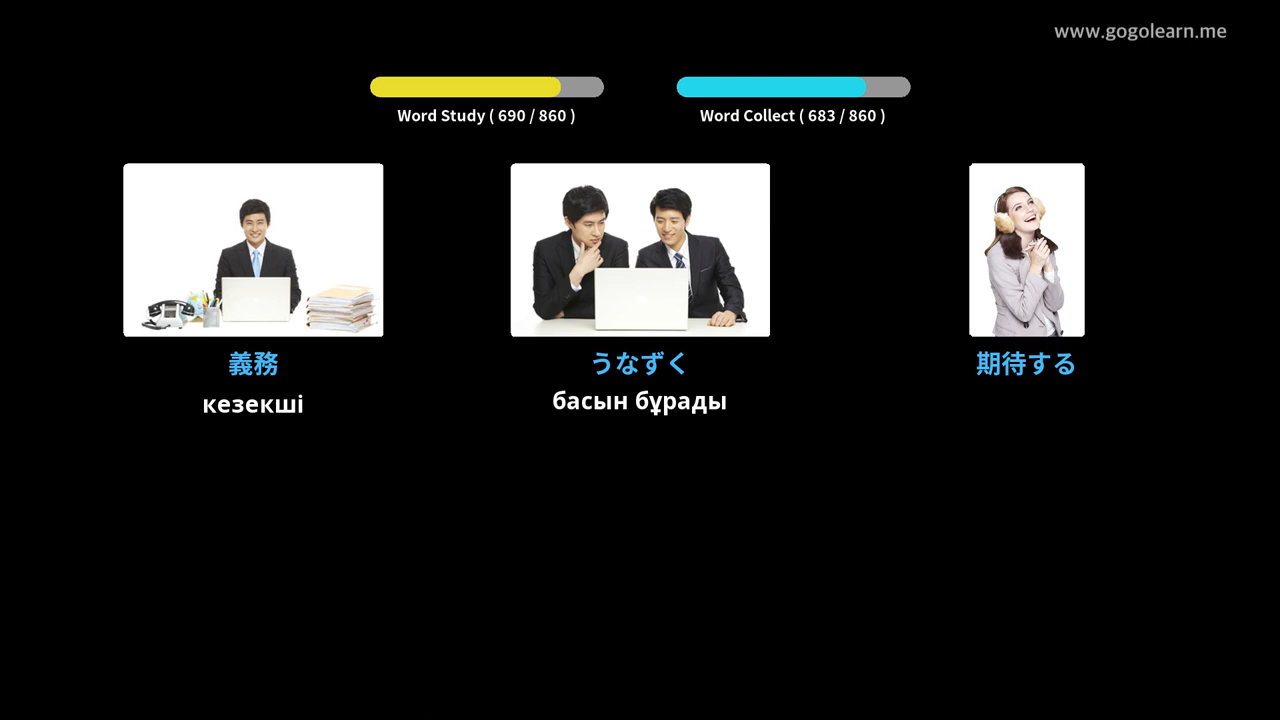 www.gogolearn.me
Word Study ( 690 / 860 )
Word Collect ( 683 / 860 )
義務
うなずく
期待する
кезекші
басын бұрады